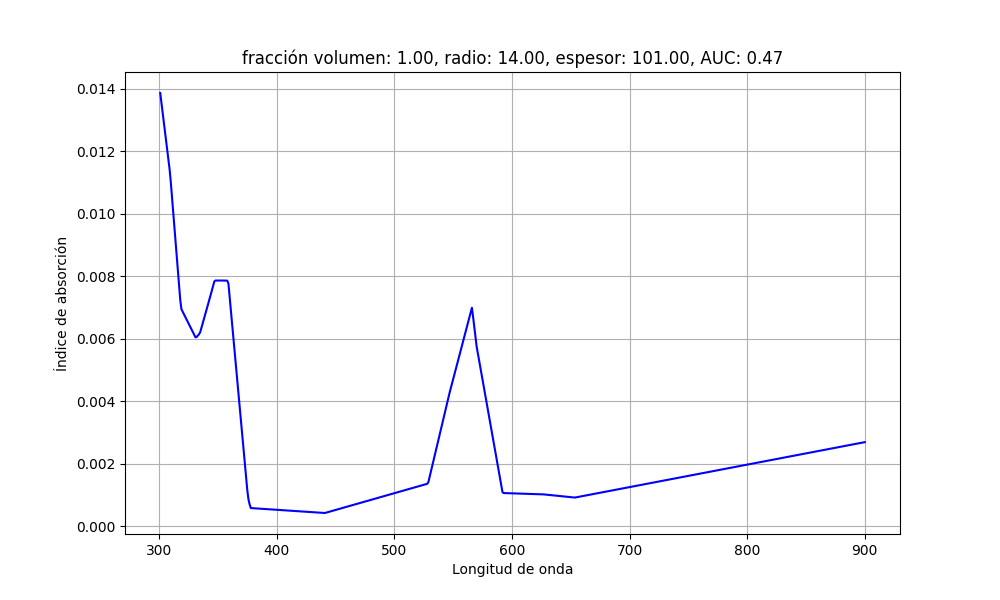 fracción volumen: 1.00, radio: 14.00, espesor: 101.00, AUC: 0.47
0.014
0.012
0.010
0.008
0.006
0.004
0.002
0.000
Índice de absorción
300 400 500 600 700 800 900
Longitud de onda